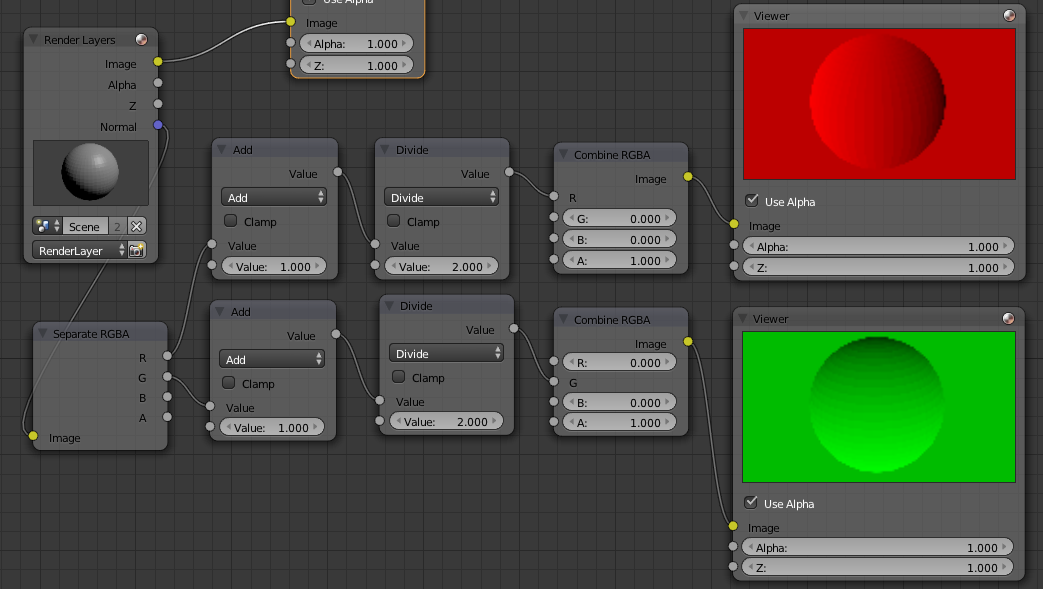 Use Alpha
Image
Alpha: 1.000
Z: 1.000
Render Layers
Image
Alpha
Z
Normal
Scene 2
RenderLayer
Separate RGBA
R
G
B
A
Image
Add
Value
Add
Clamp
Value
Value: 1.000
Divide
Value
Divide
Clamp
Value
Value: 2.000
Combine RGBA
Image
R
G: 0.000
B: 0.000
A: 1.000
Viewer
Use Alpha
Image
Alpha: 1.000
Z: 1.000
Add
Value
Add
Clamp
Value
Value: 1.000
Divide
Value
Divide
Clamp
Value
Value: 2.000
Combine RGBA
Image
R: 0.000
G
B: 0.000
A: 1.000
Viewer
Use Alpha
Image
Alpha: 1.000
Z: 1.000